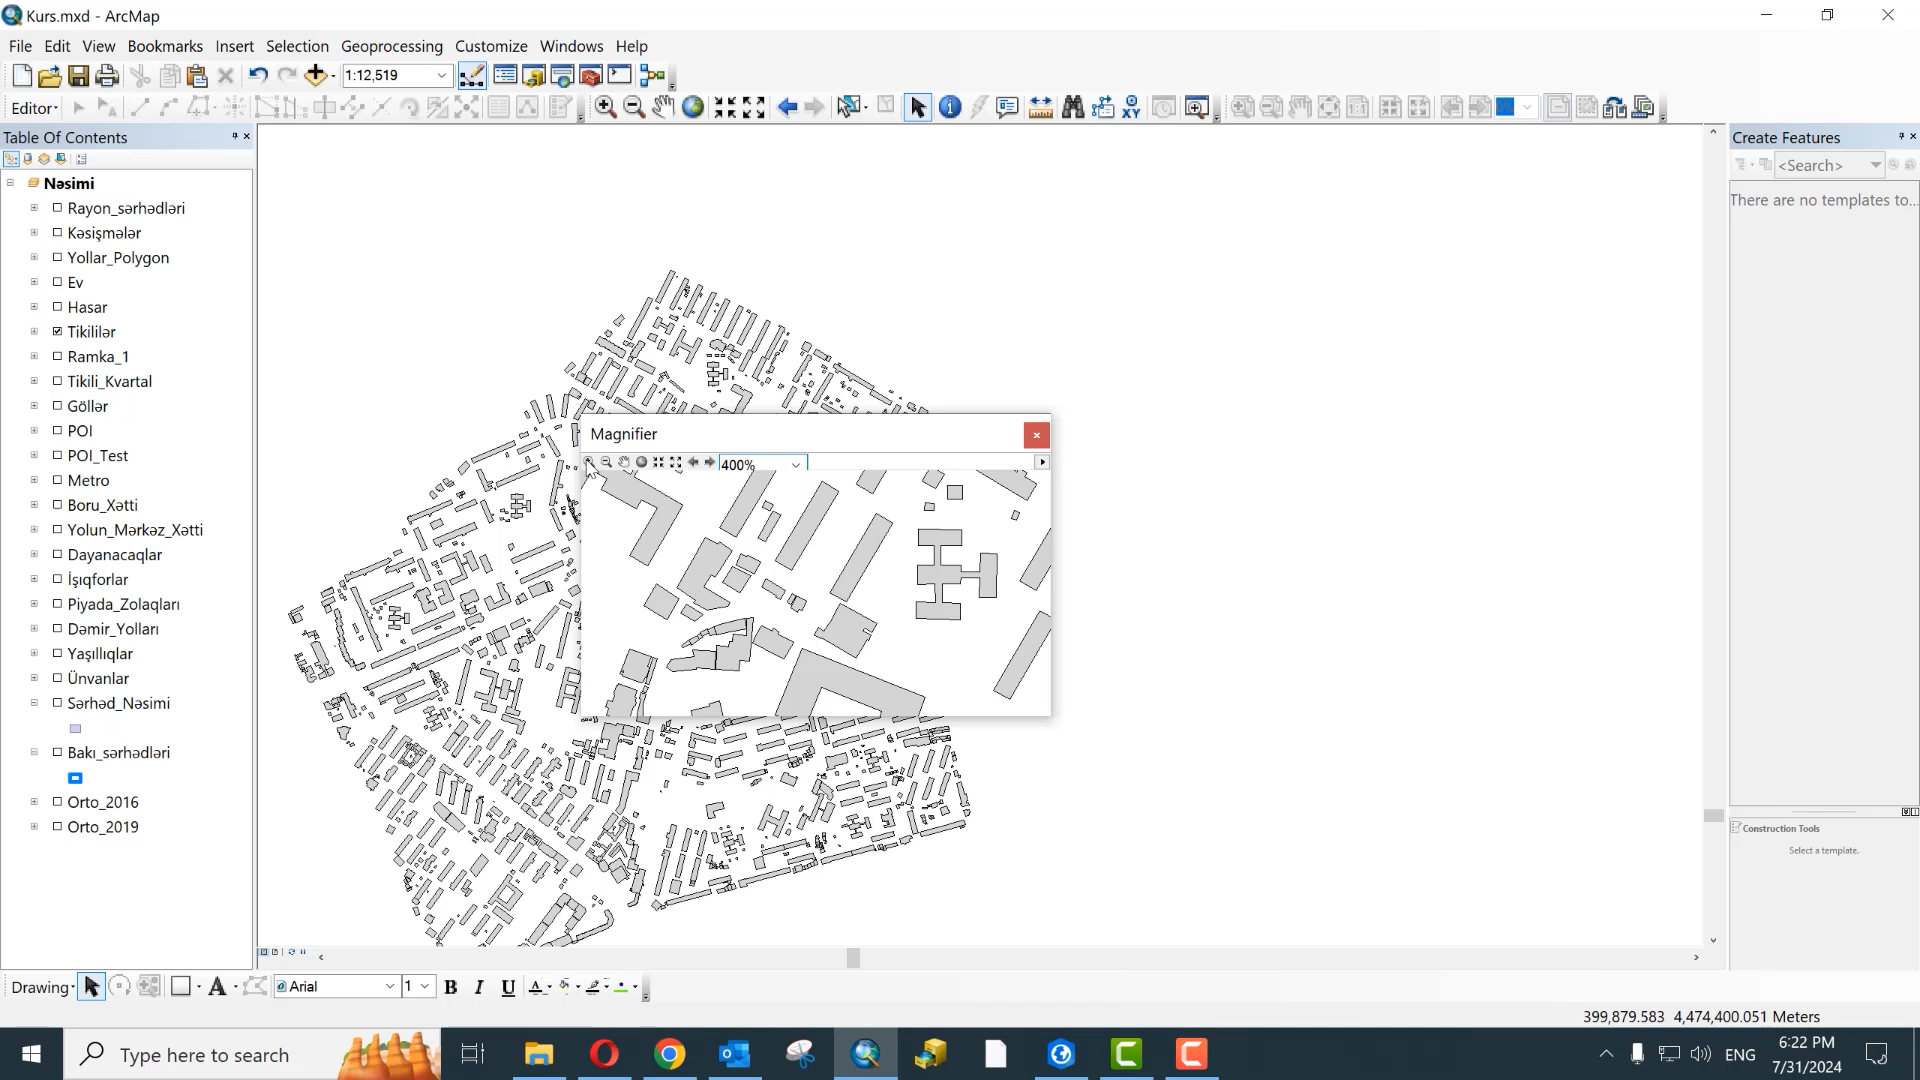 Kurs.mxd - ArcMap
File Edit View Bookmarks Insert Selection Geoprocessing Customize Windows Help
1:12,519
Editor
Table Of Contents
Nəsimi
Rayon_sərhədləri
Kəsişmələr
Yollar_Polygon
Ev
Hasar
Tikililər
Ramka_1
Tikili_Kvartal
Göllər
POI
POI_Test
Metro
Boru_Xətti
Yolun_Mərkəz_Xətti
Dayanacaqlar
İşıqforlar
Piyada_Zolaqları
Dəmir_Yolları
Yaşıllıqlar
Ünvanlar
Sərhəd_Nəsimi
Bakı_sərhədləri
Orto_2016
Orto_2019
Magnifier
400%
Create Features
<Search>
There are no templates to...
Construction Tools
Select a template.
Drawing A Arial 1 B I U A
399,879.583 4,474,400.051 Meters
Type here to search
ENG
6:22 PM
7/31/2024